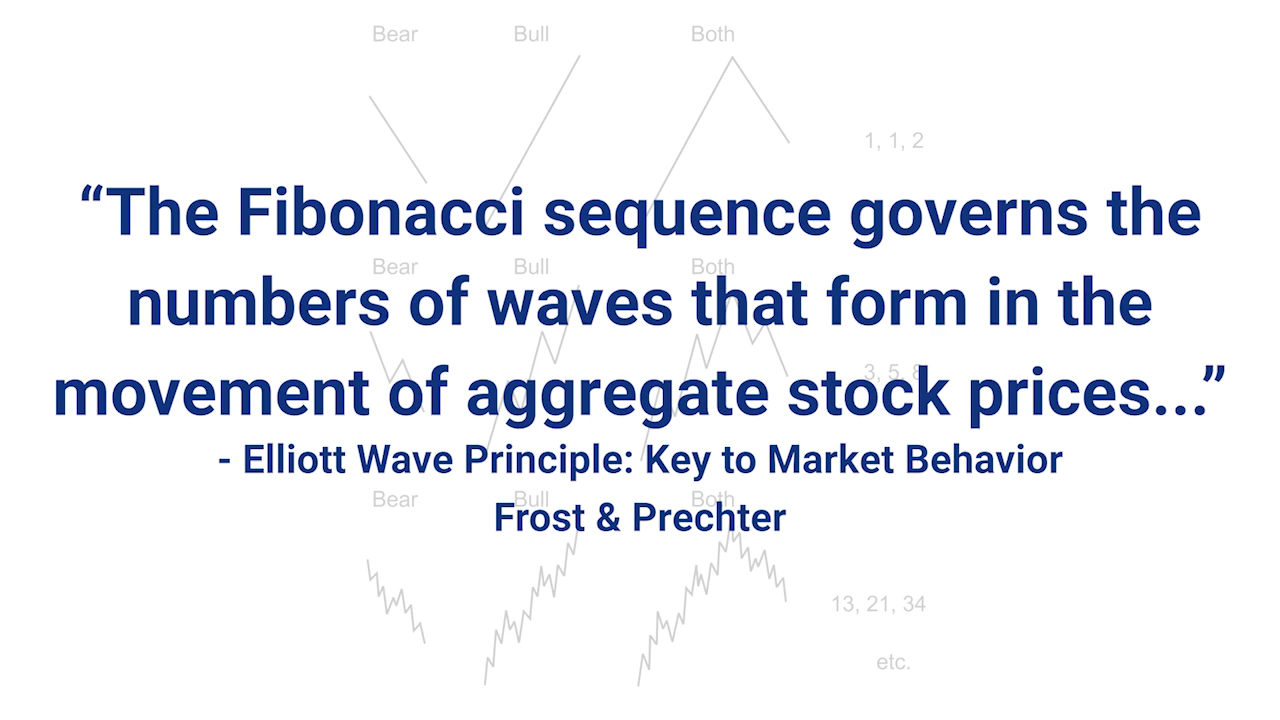 Bear Bull Both
1, 1, 2
“The Fibonacci sequence governs the
Bear Bull Both
numbers of waves that form in the
3, 5, 8
movement of aggregate stock prices...”
- Elliott Wave Principle: Key to Market Behavior
Bear Bull Both
Frost & Prechter
13, 21, 34
etc.